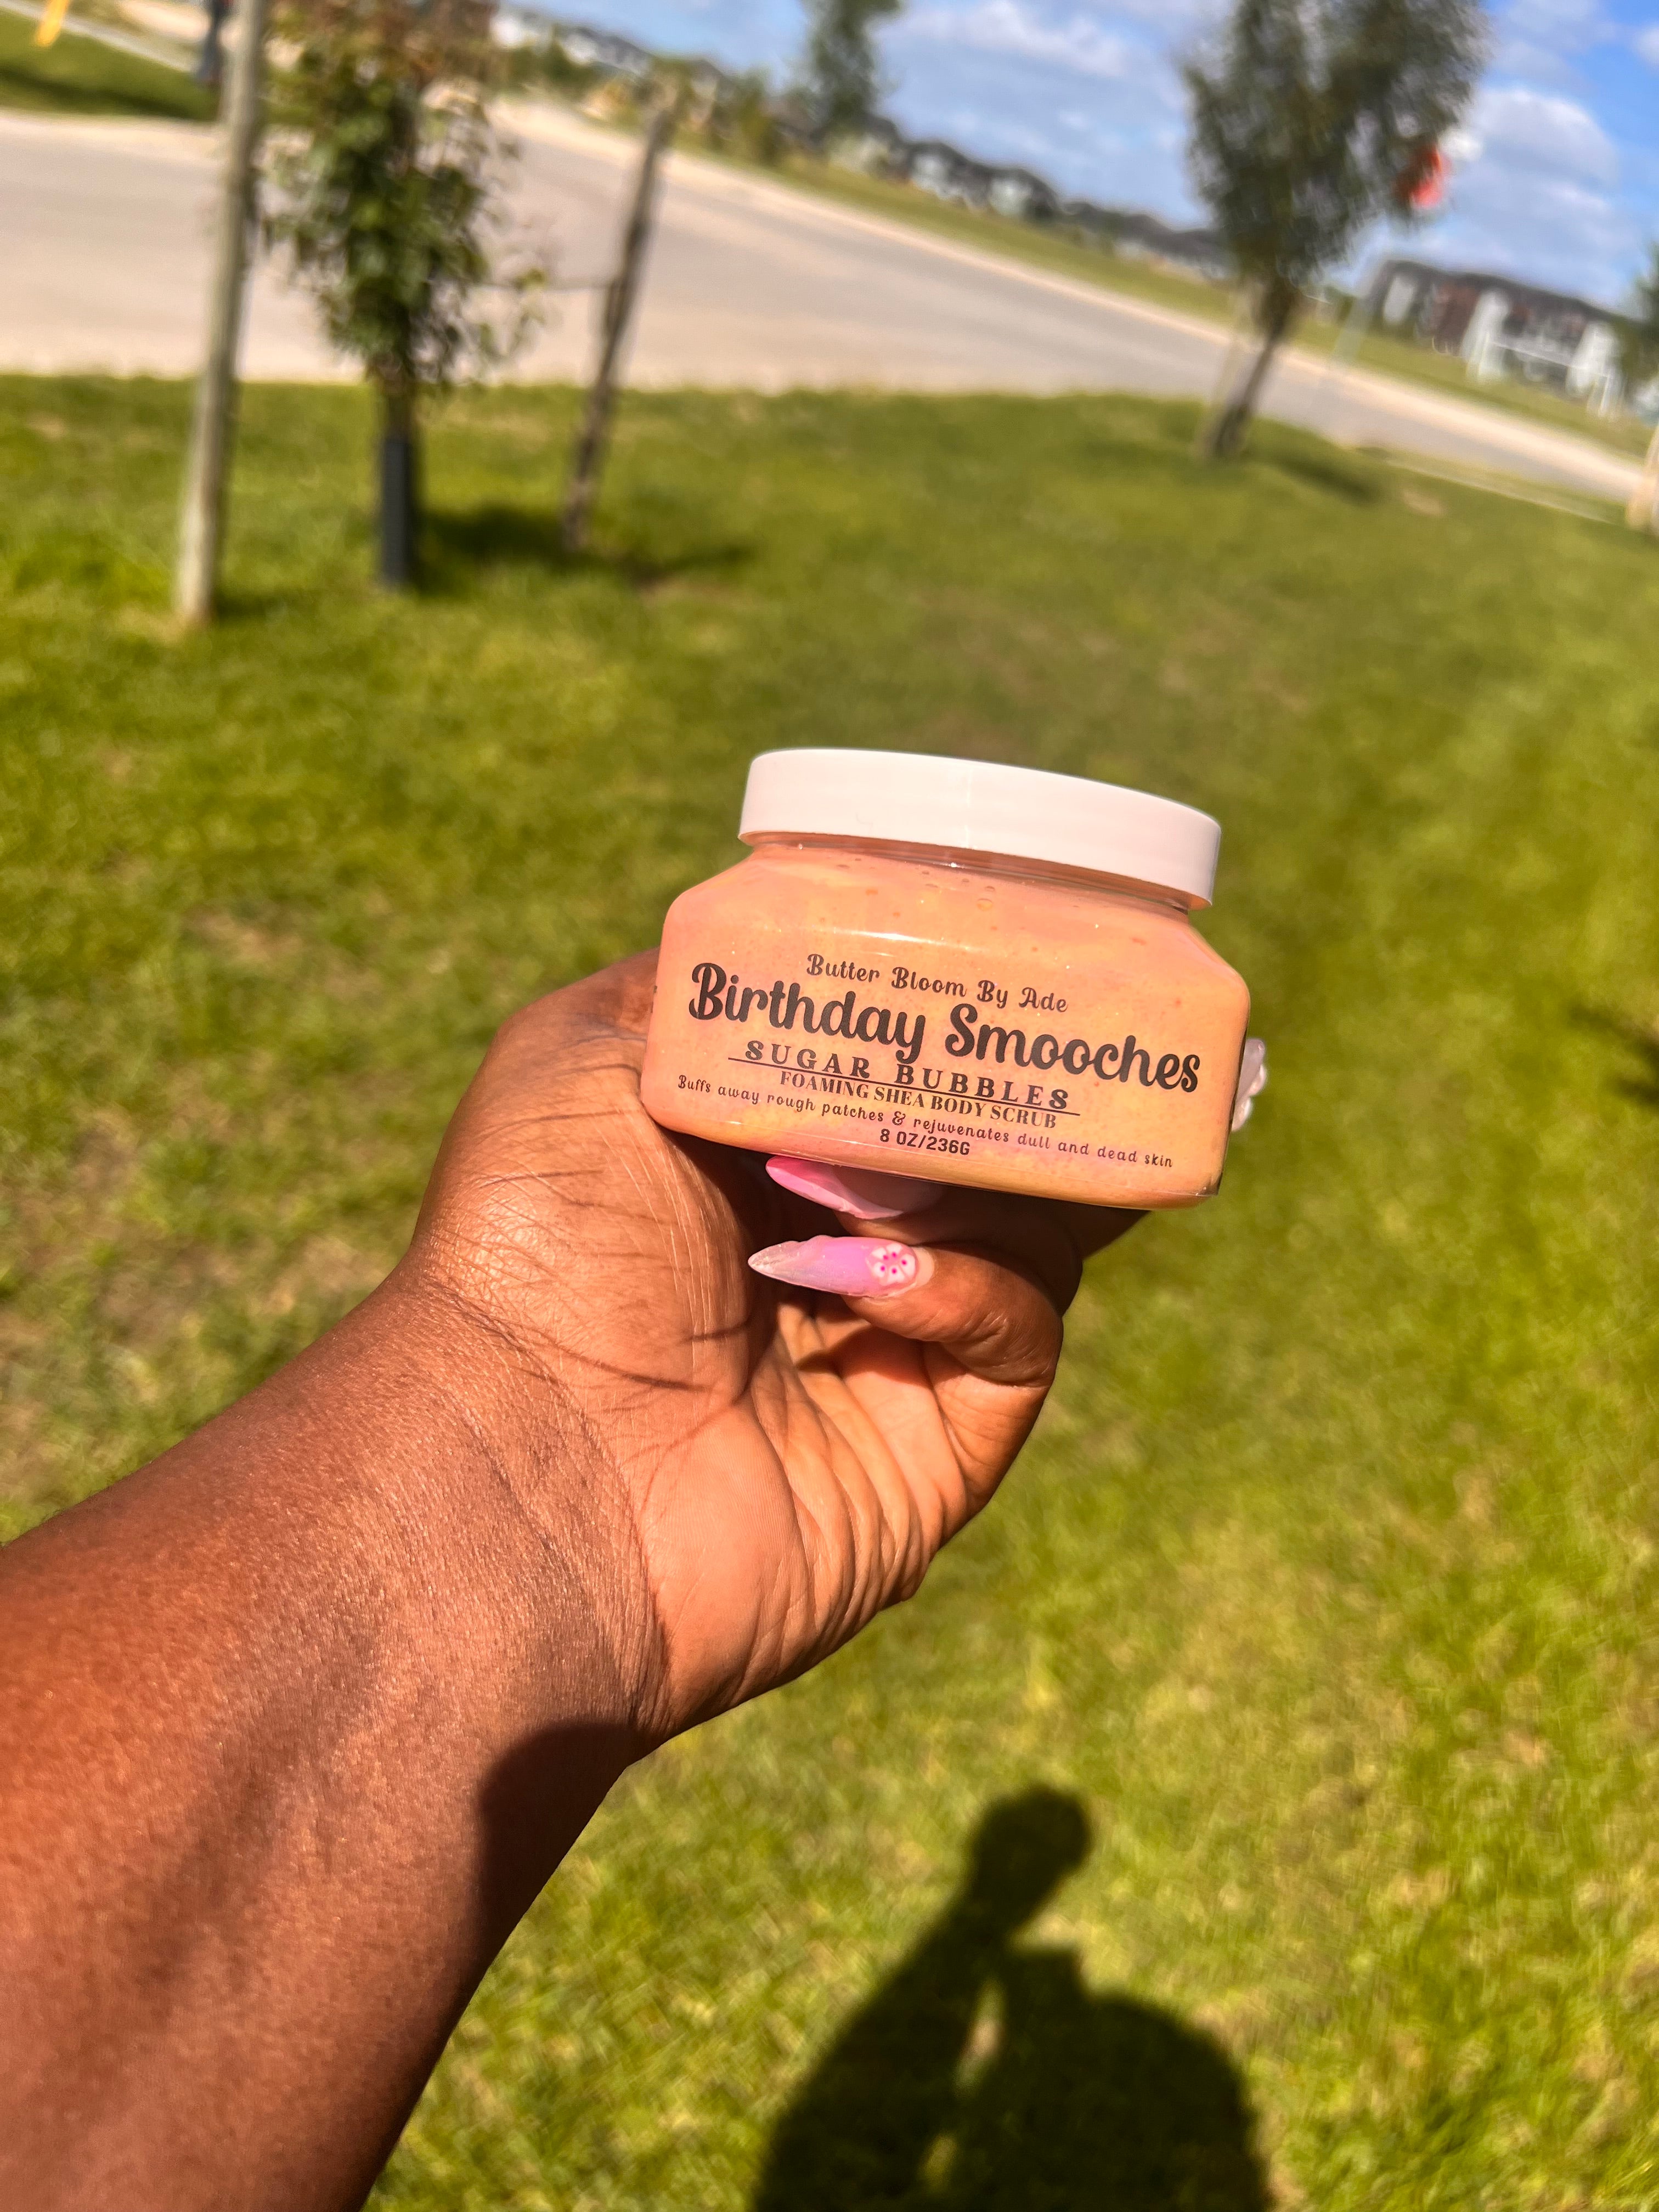 Butter Bloom By Ade
Birthday Smooches
SUGAR BUBBLES
FOAMING SHEA BODY SCRUB
Buffs away rough patches & rejuvenates dull and dead skin
8 OZ/236G